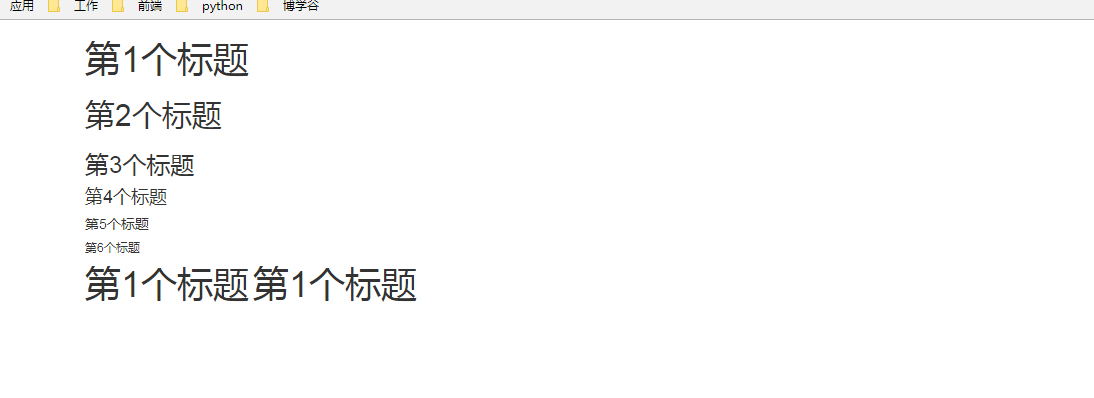 应用 工作 前端 python 博学谷
第1个标题
第2个标题
第3个标题
第4个标题
第5个标题
第6个标题
第1个标题 第1个标题